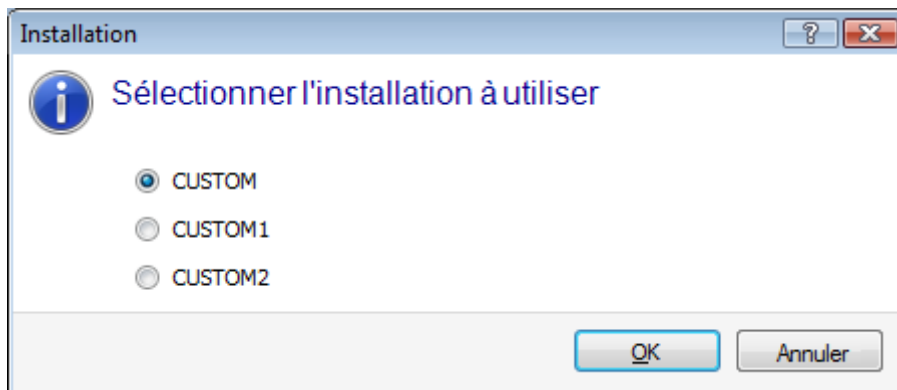 Installation
Sélectionner l'installation à utiliser
CUSTOM
CUSTOM1
CUSTOM2
OK Annuler